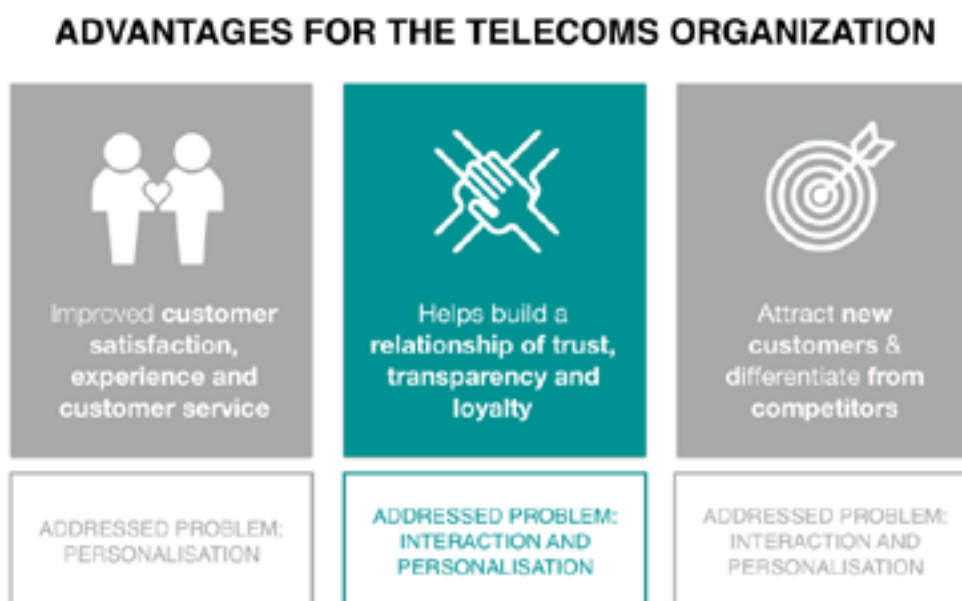 ADVANTAGES FOR THE TELECOMS ORGANIZATION
Improved customer
satisfaction,
experience and
customer service
Helps build a
relationship of trust,
transparency and
loyalty
Attract new
customers &
differentiate from
competitors
ADDRESSED PROBLEM:
PERSONALISATION
ADDRESSED PROBLEM:
INTERACTION AND
PERSONALISATION
ADDRESSED PROBLEM:
INTERACTION AND
PERSONALISATION